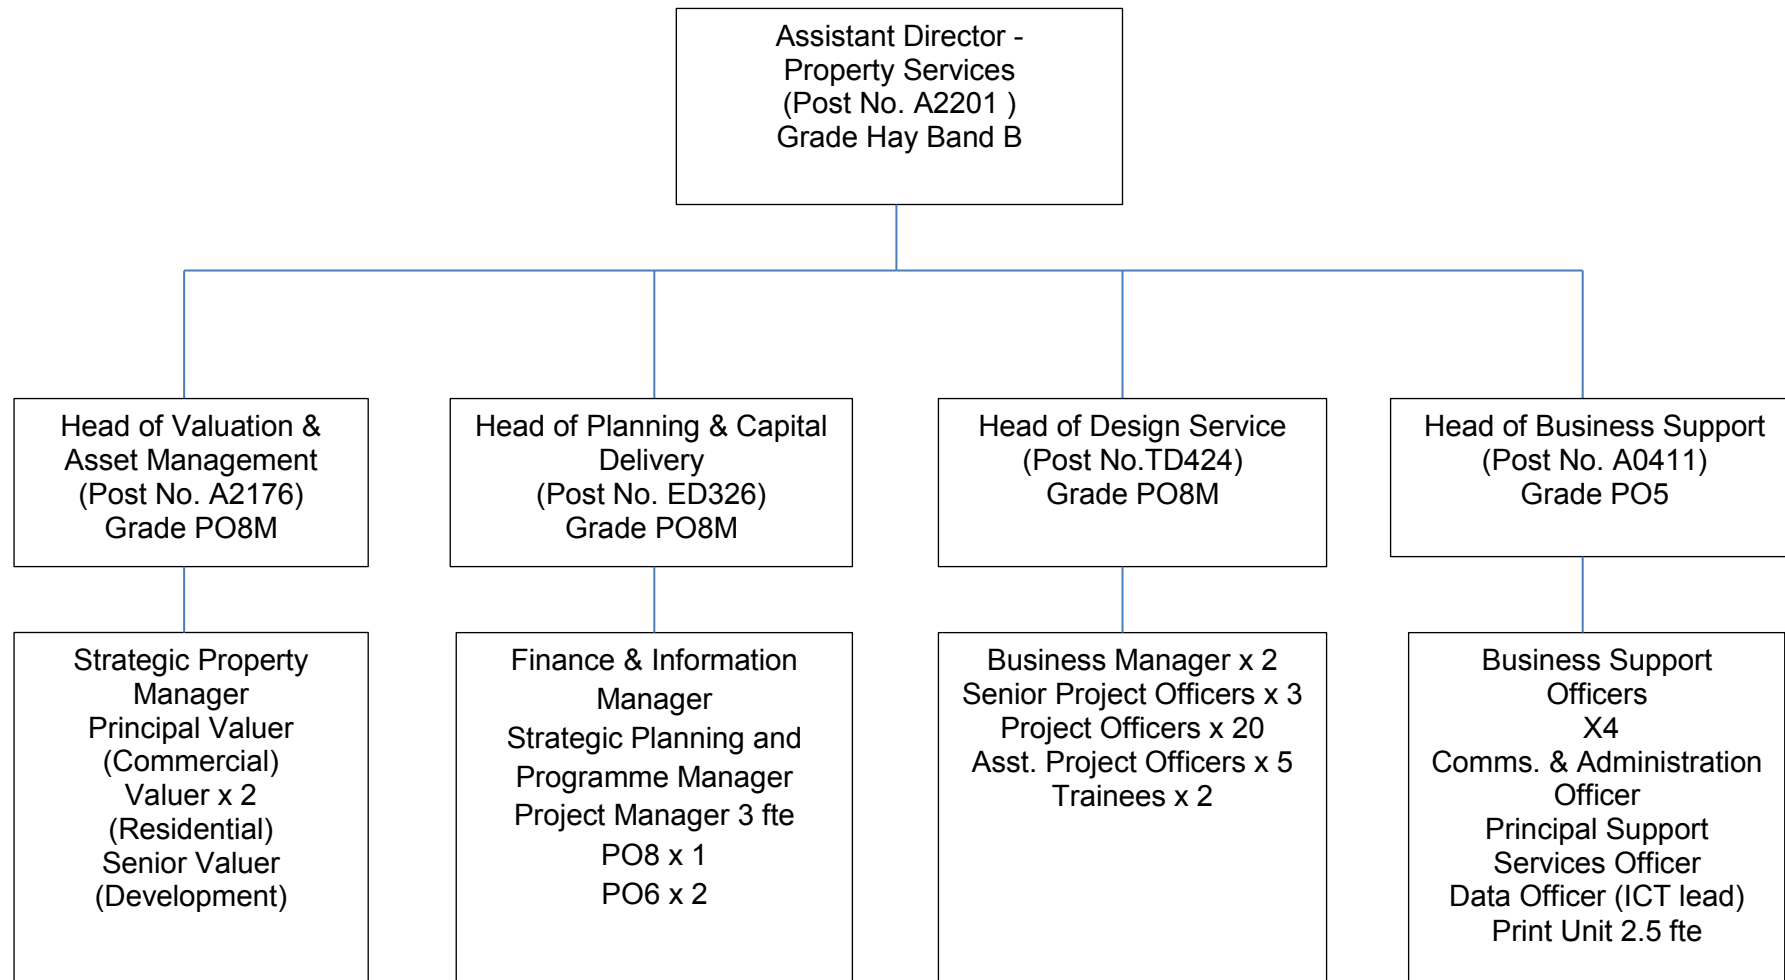 Assistant Director -
Property Services
(Post No. A2201 )
Grade Hay Band B
Head of Valuation &
Asset Management
(Post No. A2176)
Grade PO8M
Head of Planning & Capital
Delivery
(Post No. ED326)
Grade PO8M
Head of Design Service
(Post No.TD424)
Grade PO8M
Head of Business Support
(Post No. A0411)
Grade PO5
Strategic Property
Manager
Principal Valuer
(Commercial)
Valuer x 2
(Residential)
Senior Valuer
(Development)
Finance & Information
Manager
Strategic Planning and
Programme Manager
Project Manager 3 fte
PO8 x 1
PO6 x 2
Business Manager x 2
Senior Project Officers x 3
Project Officers x 20
Asst. Project Officers x 5
Trainees x 2
Business Support
Officers
X4
Comms. & Administration
Officer
Principal Support
Services Officer
Data Officer (ICT lead)
Print Unit 2.5 fte